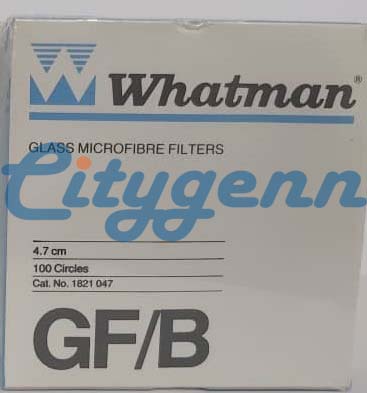 Whatman®
GLASS MICROFIBRE FILTERS
Citygenn
4.7 cm
100 Circles
Cat. No. 1821 047
GF/B